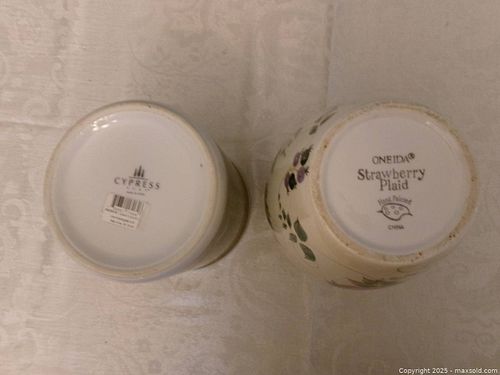 CYPRESS
ONEIDA®
Strawberry
Plaid
Hand Painted
CHINA
Copyright 2025 - maxsold.com